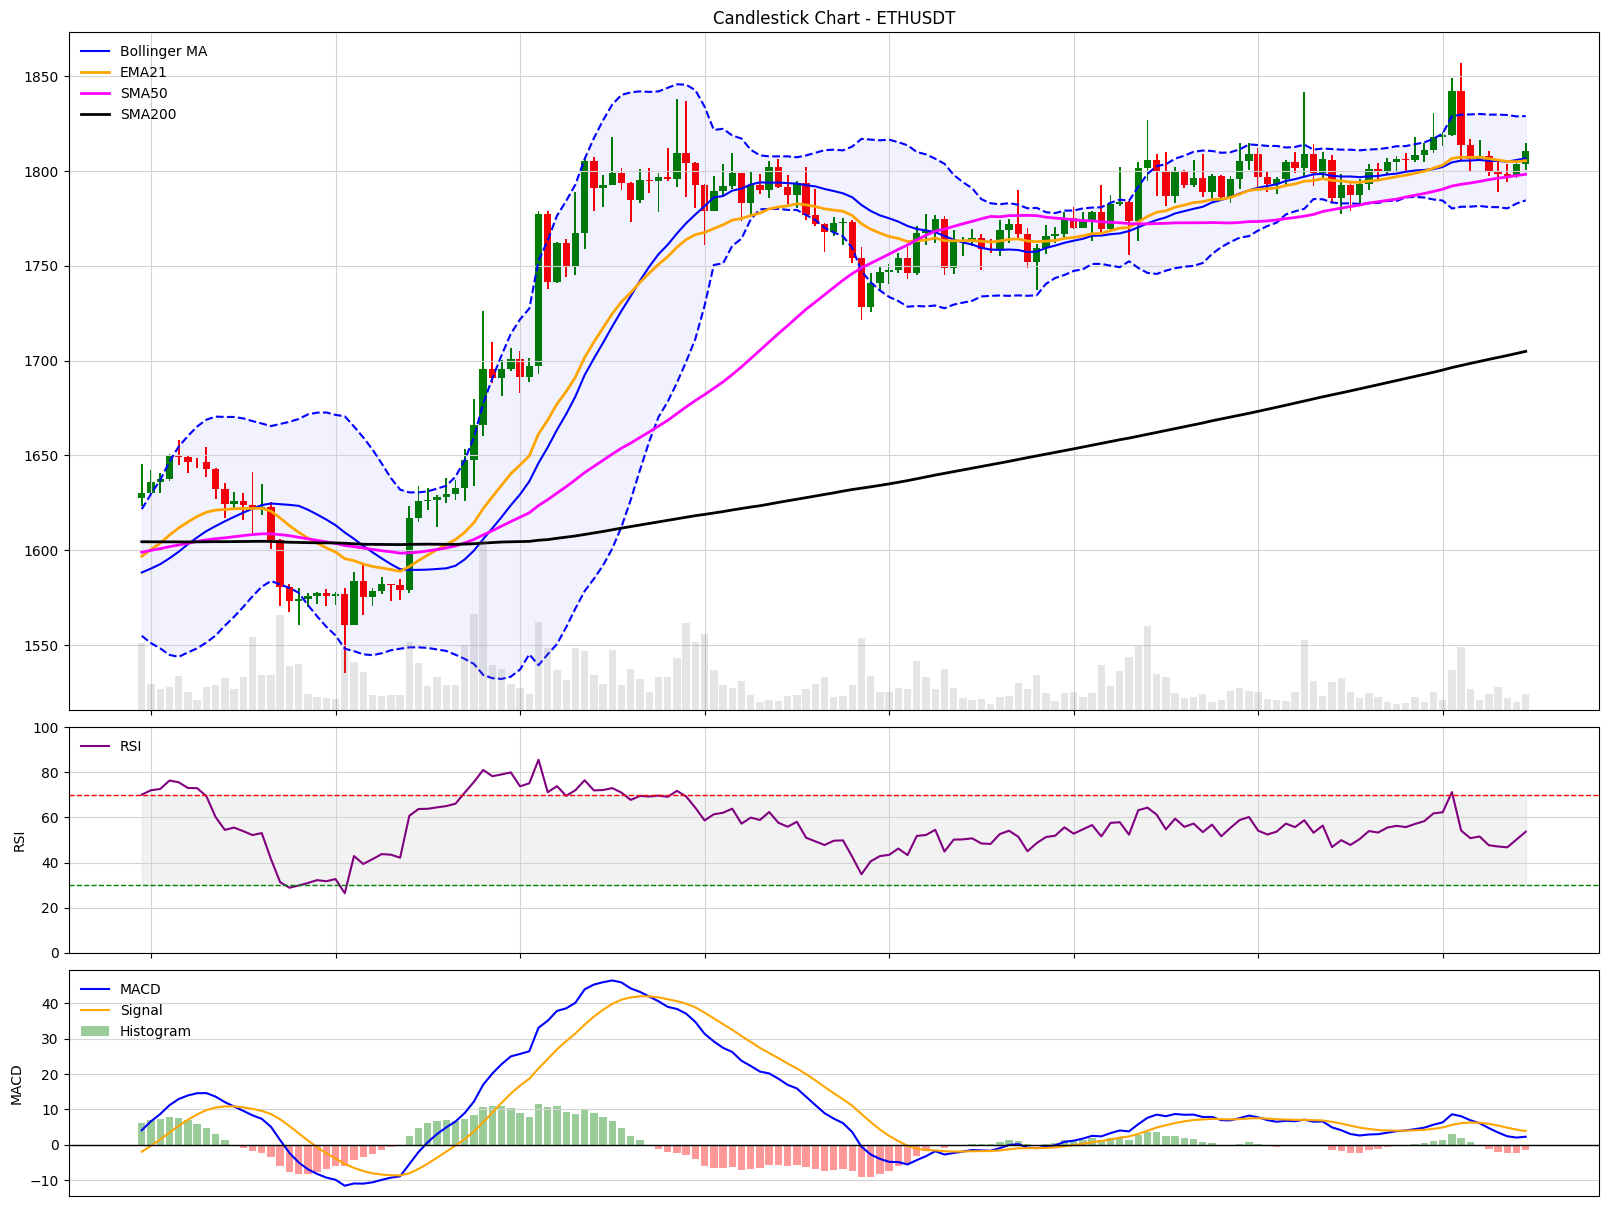 Candlestick Chart - ETHUSDT
Bollinger MA
EMA21
SMA50
SMA200
1850
1800
1750
1700
1650
1600
1550
RSI
RSI
100
80
60
40
20
0
MACD
Signal
Histogram
MACD
40
30
20
10
0
−10